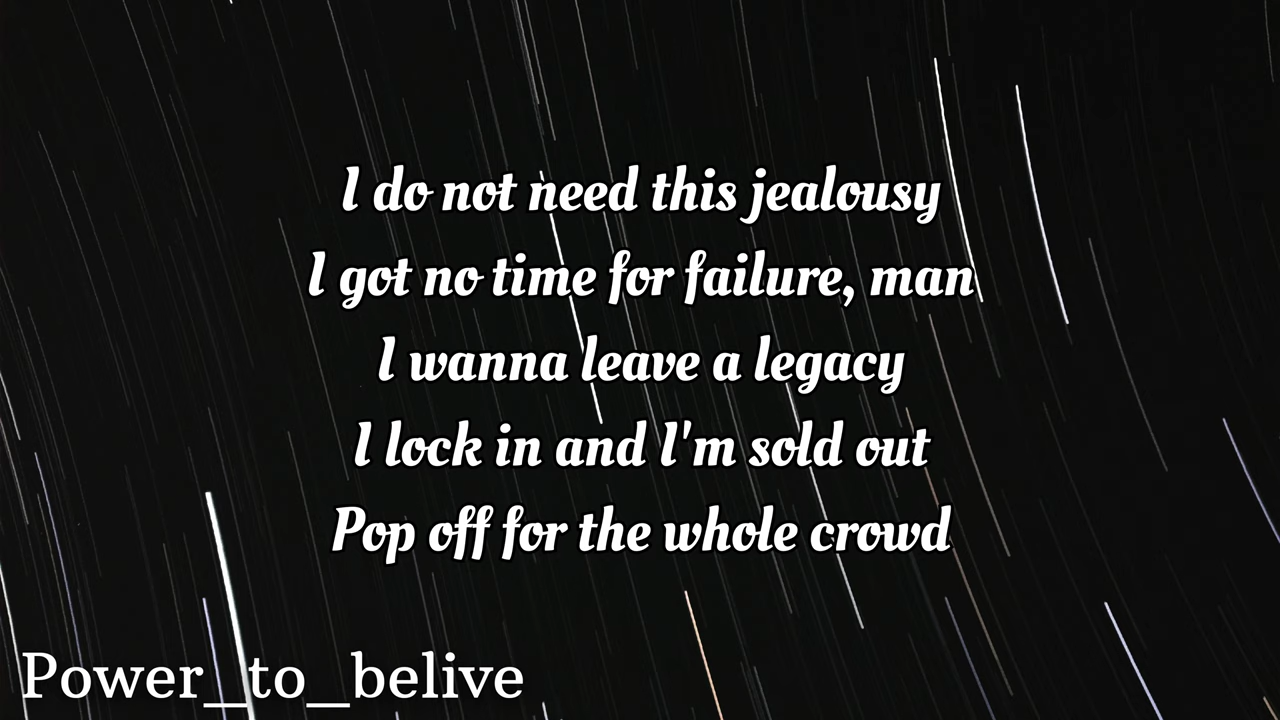 I do not need this jealousy
I got no time for failure, man
I wanna leave a legacy
I lock in and I'm sold out
Pop off for the whole crowd
Power_to_belive